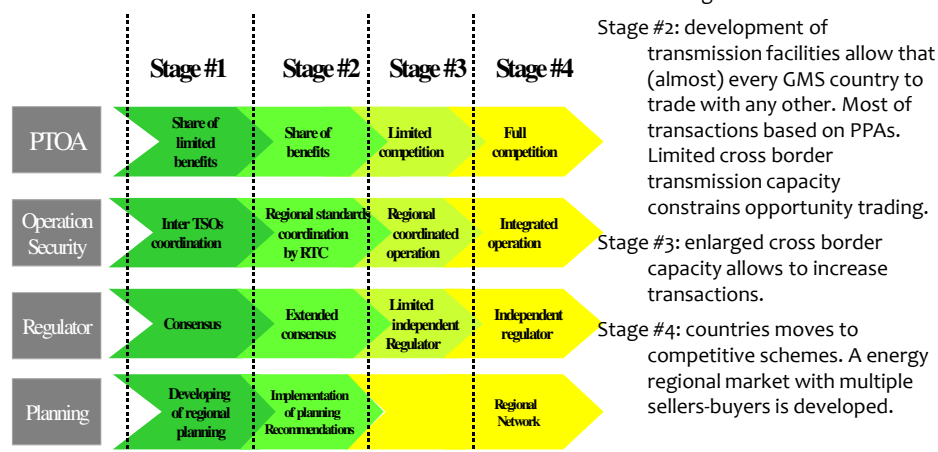 Stage #1
Stage #2
Stage #3
Stage #4
PTOA
Share of
limited
benefits
Share of
benefits
Limited
competition
Full
competition
Operation
Security
Inter TSOs
coordination
Regional standards
coordination
by RTC
Regional
coordinated
operation
Integrated
operation
Regulator
Consensus
Extended
consensus
Limited
independent
Regulator
Independent
regulator
Planning
Developing
of regional
planning
Implementation
of planning
Recommendations
Regional
Network
Stage #2: development of
transmission facilities allow that
(almost) every GMS country to
trade with any other. Most of
transactions based on PPAs.
Limited cross border
transmission capacity
constrains opportunity trading.
Stage #3: enlarged cross border
capacity allows to increase
transactions.
Stage #4: countries moves to
competitive schemes. A energy
regional market with multiple
sellers-buyers is developed.